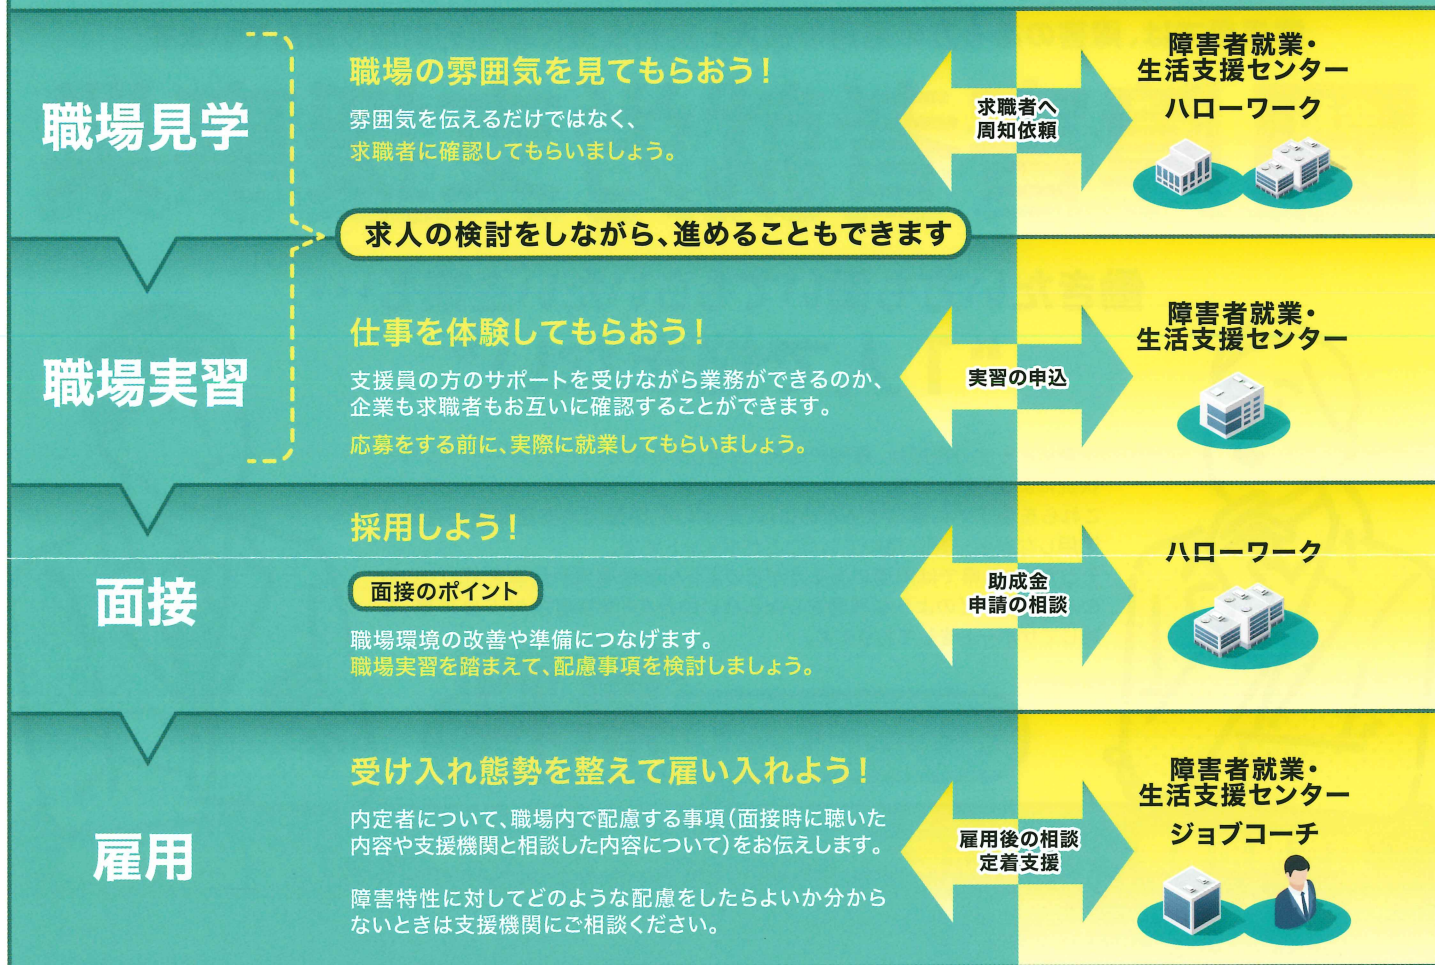 職場見学
職場の雰囲気を見てもらおう!
雰囲気を伝えるだけではなく、
求職者に確認してもらいましょう。
求職者へ
周知依頼
障害者就業・
生活支援センター
ハローワーク
求人の検討をしながら、進めることもできます
職場実習
仕事を体験してもらおう!
支援員の方のサポートを受けながら業務ができるのか、
企業も求職者もお互いに確認することができます。
応募をする前に、実際に就業してもらいましょう。
実習の申込
障害者就業・
生活支援センター
面接
採用しよう!
面接のポイント
職場環境の改善や準備につなげます。
職場実習を踏まえて、配慮事項を検討しましょう。
助成金
申請の相談
ハローワーク
雇用
受け入れ態勢を整えて雇い入れよう!
内定者について、職場内で配慮する事項(面接時に聴いた
内容や支援機関と相談した内容について)をお伝えします。
障害特性に対してどのような配慮をしたらよいか分から
ないときは支援機関にご相談ください。
雇用後の相談
定着支援
障害者就業・
生活支援センター
ジョブコーチ